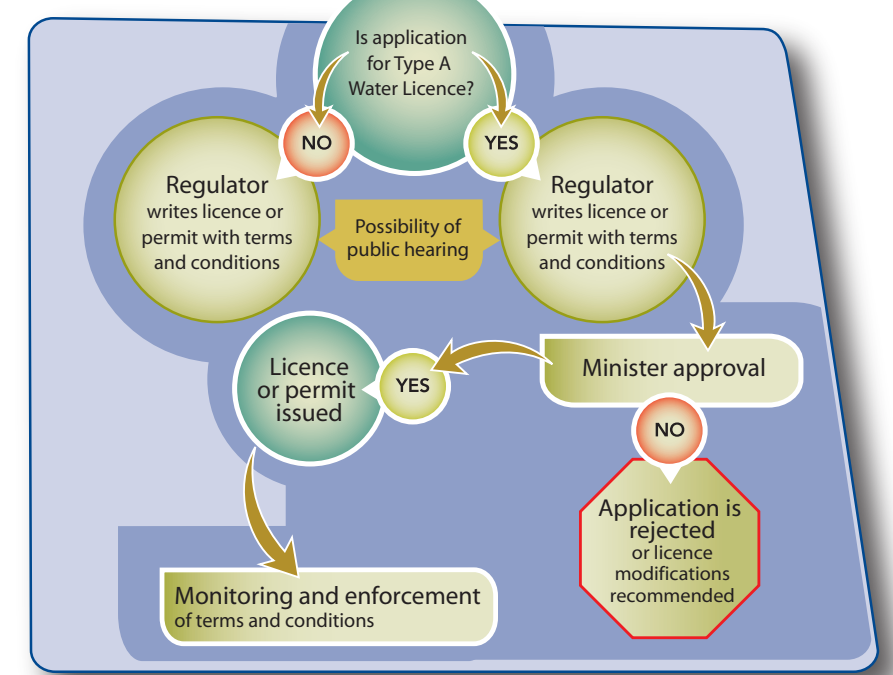 Is application
for Type A
Water Licence?
NO
YES
Regulator
writes licence or
permit with terms
and conditions
Possibility of
public hearing
Regulator
writes licence or
permit with terms
and conditions
Licence
or permit
issued
YES
Minister approval
NO
Application is
rejected
or licence
modifications
recommended
Monitoring and enforcement
of terms and conditions